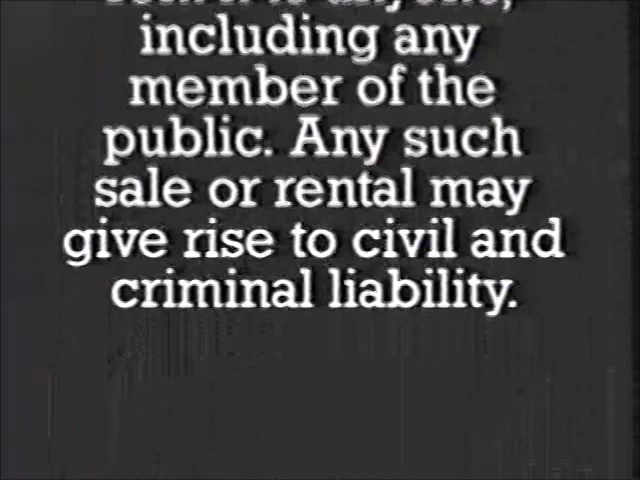 including any
member of the
public. Any such
sale or rental may
give rise to civil and
criminal liability.